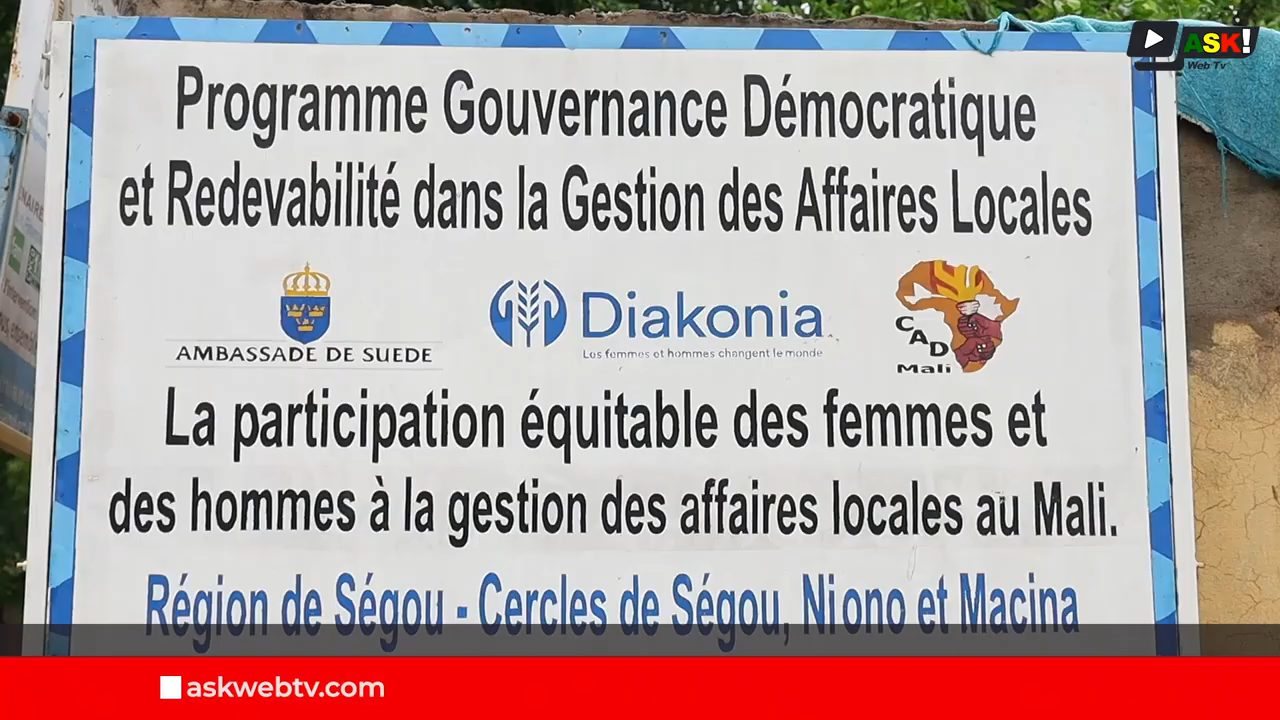 ASK!
Web Tv
Programme Gouvernance Démocratique
et Redevabilité dans la Gestion des Affaires Locales
AMBASSADE DE SUEDE
Diakonia
Les femmes et hommes changent le monde
CAD
Mali
La participation équitable des femmes et
des hommes à la gestion des affaires locales au Mali.
Région de Ségou - Cercles de Ségou, Niono et Macina
askwebtv.com